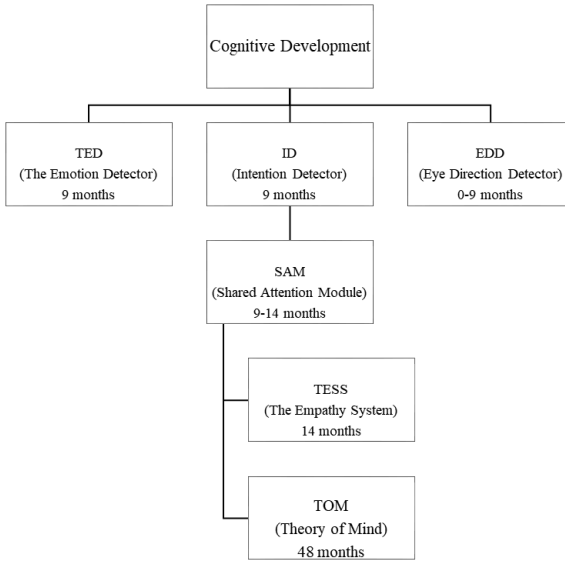 Cognitive Development
TED
(The Emotion Detector)
9 months
ID
(Intention Detector)
9 months
EDD
(Eye Direction Detector)
0-9 months
SAM
(Shared Attention Module)
9-14 months
TESS
(The Empathy System)
14 months
TOM
(Theory of Mind)
48 months